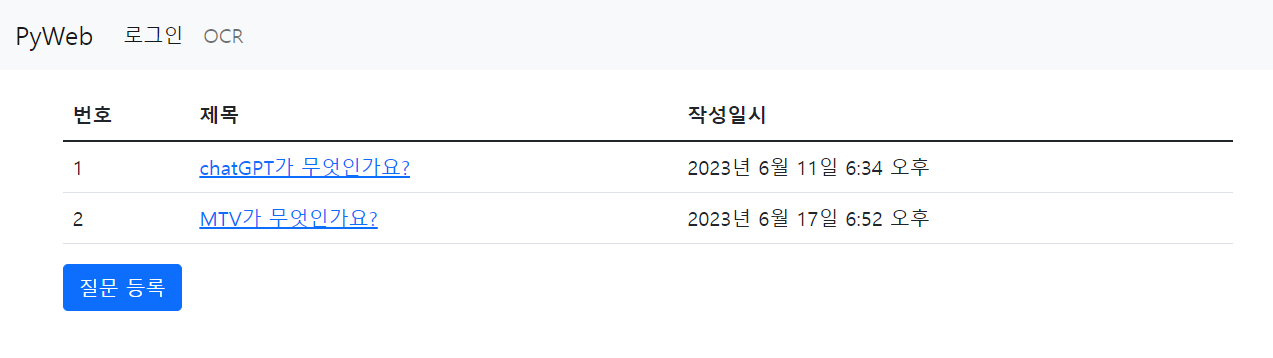 PyWeb 로그인 OCR
번호 제목 작성일시
1 chatGPT가 무엇인가요? 2023년 6월 11일 6:34 오후
2 MTV가 무엇인가요? 2023년 6월 17일 6:52 오후
질문 등록